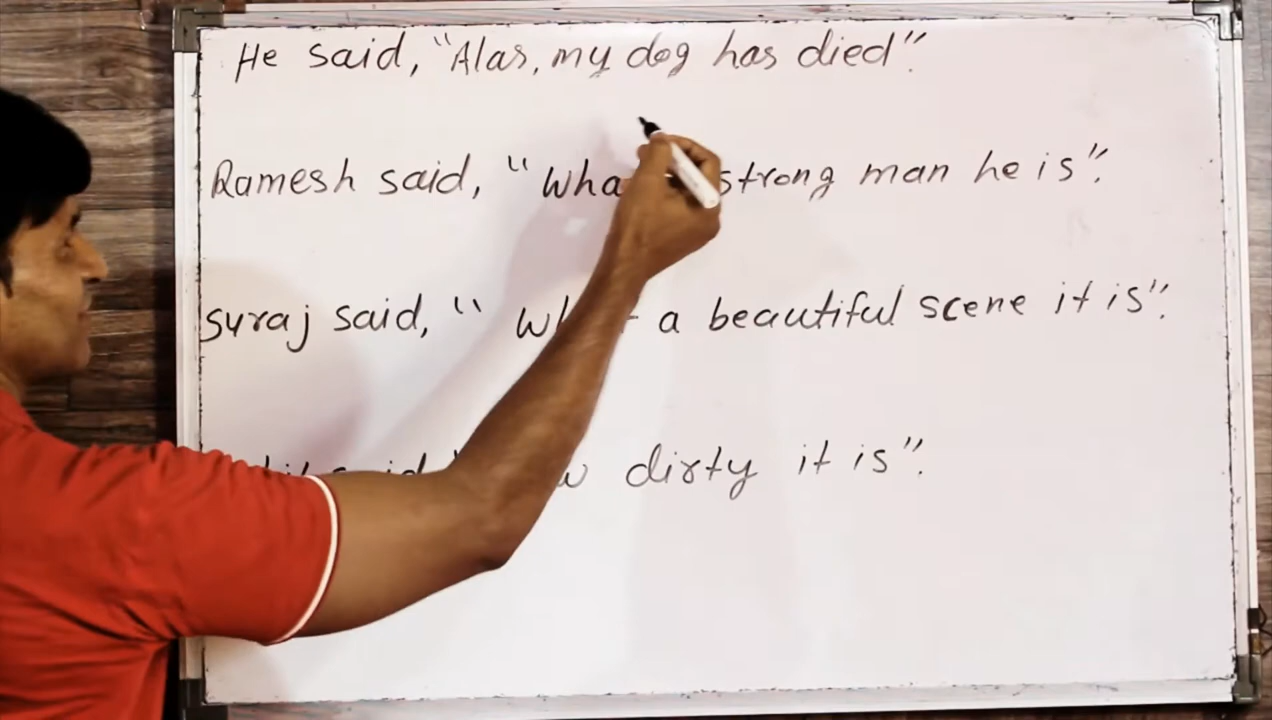 He said, "Alas, my dog has died".
Ramesh said, "Wha strong man he is".
suraj said, " a beautiful scene it is".
said dirty it is".